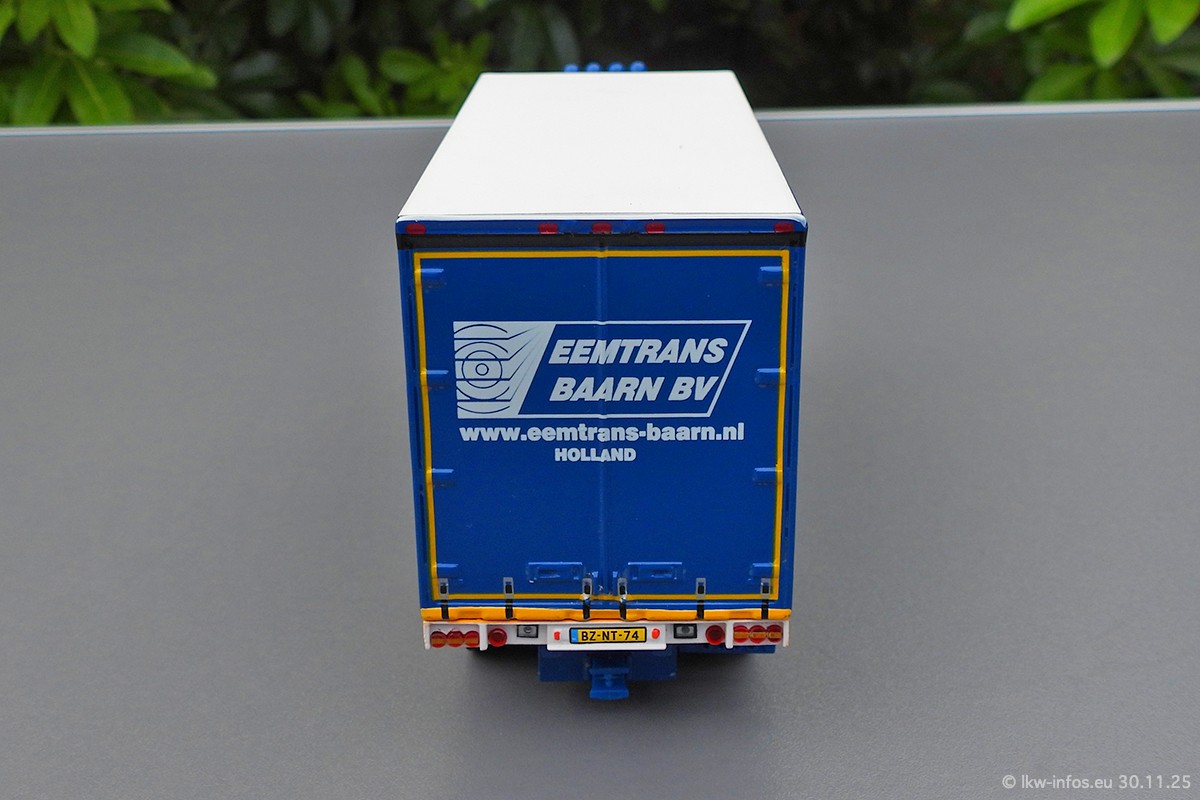 EEMTRANS
BAARN BV
www.eemtrans-baarn.nl
HOLLAND
BZ-NT-74
© lkw-infos.eu 30.11.25